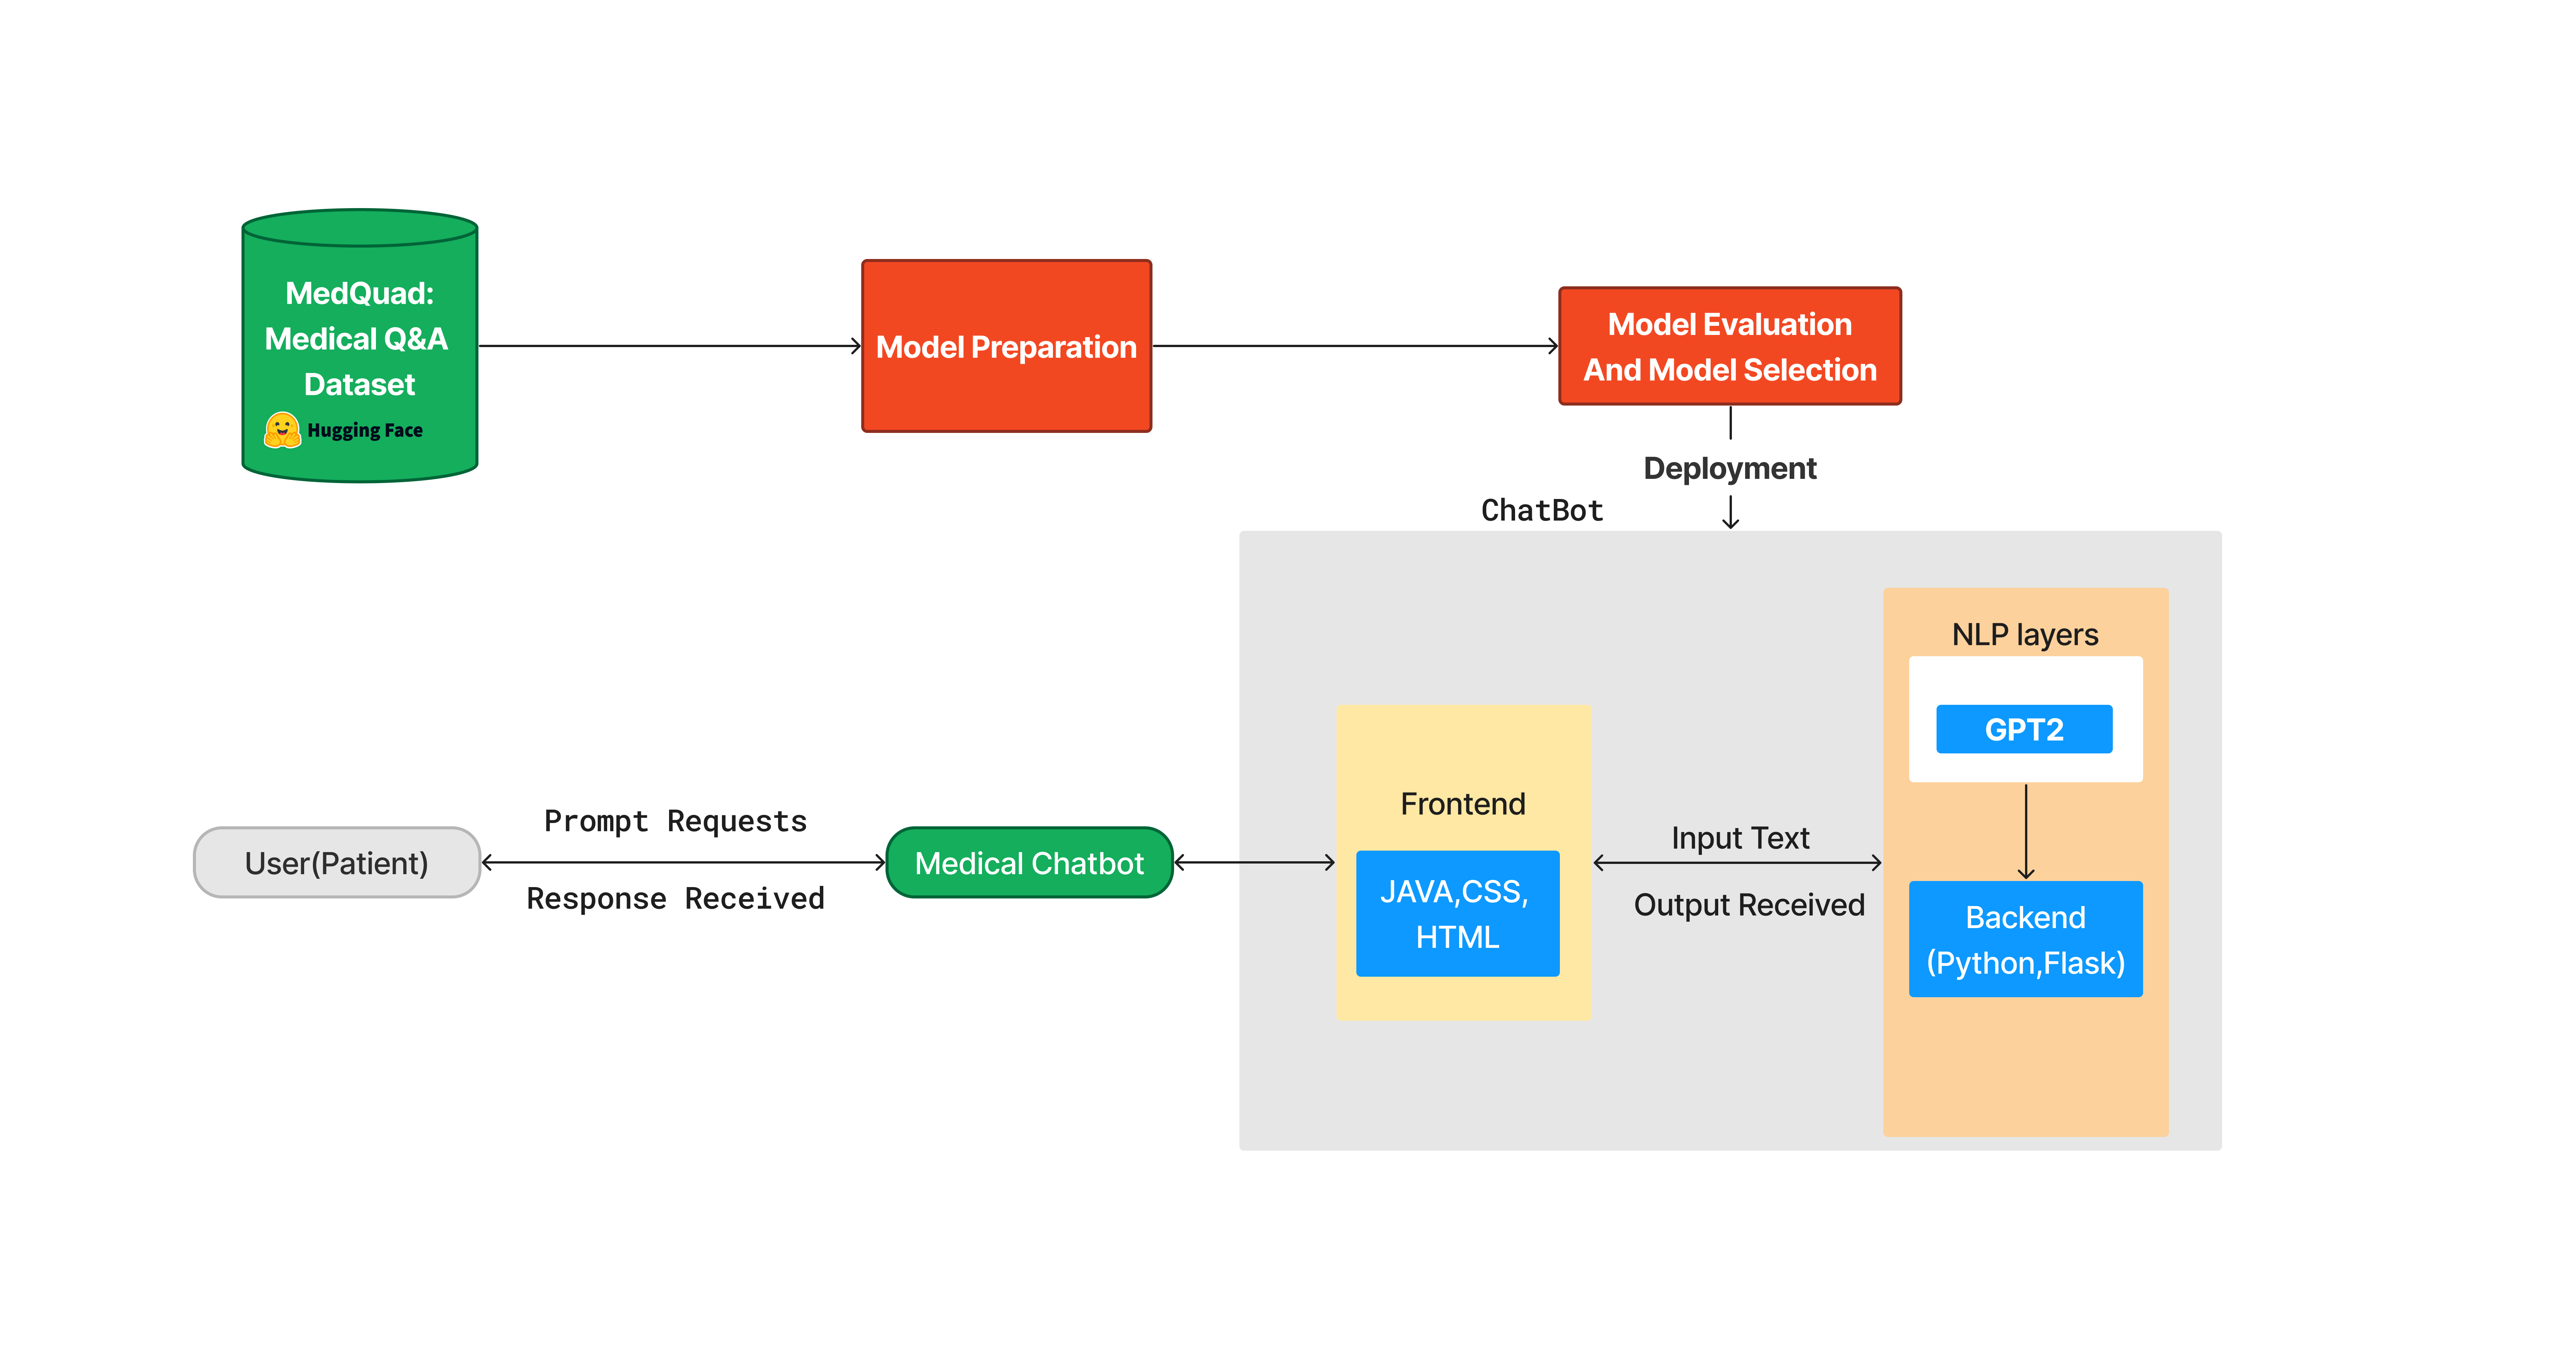 MedQuad:
Medical Q&A
Dataset
Hugging Face
Model Preparation
Model Evaluation
And Model Selection
Deployment
ChatBot
NLP layers
GPT2
Frontend
JAVA,CSS,
HTML
Input Text
Output Received
Backend
(Python,Flask)
User(Patient)
Prompt Requests
Response Received
Medical Chatbot